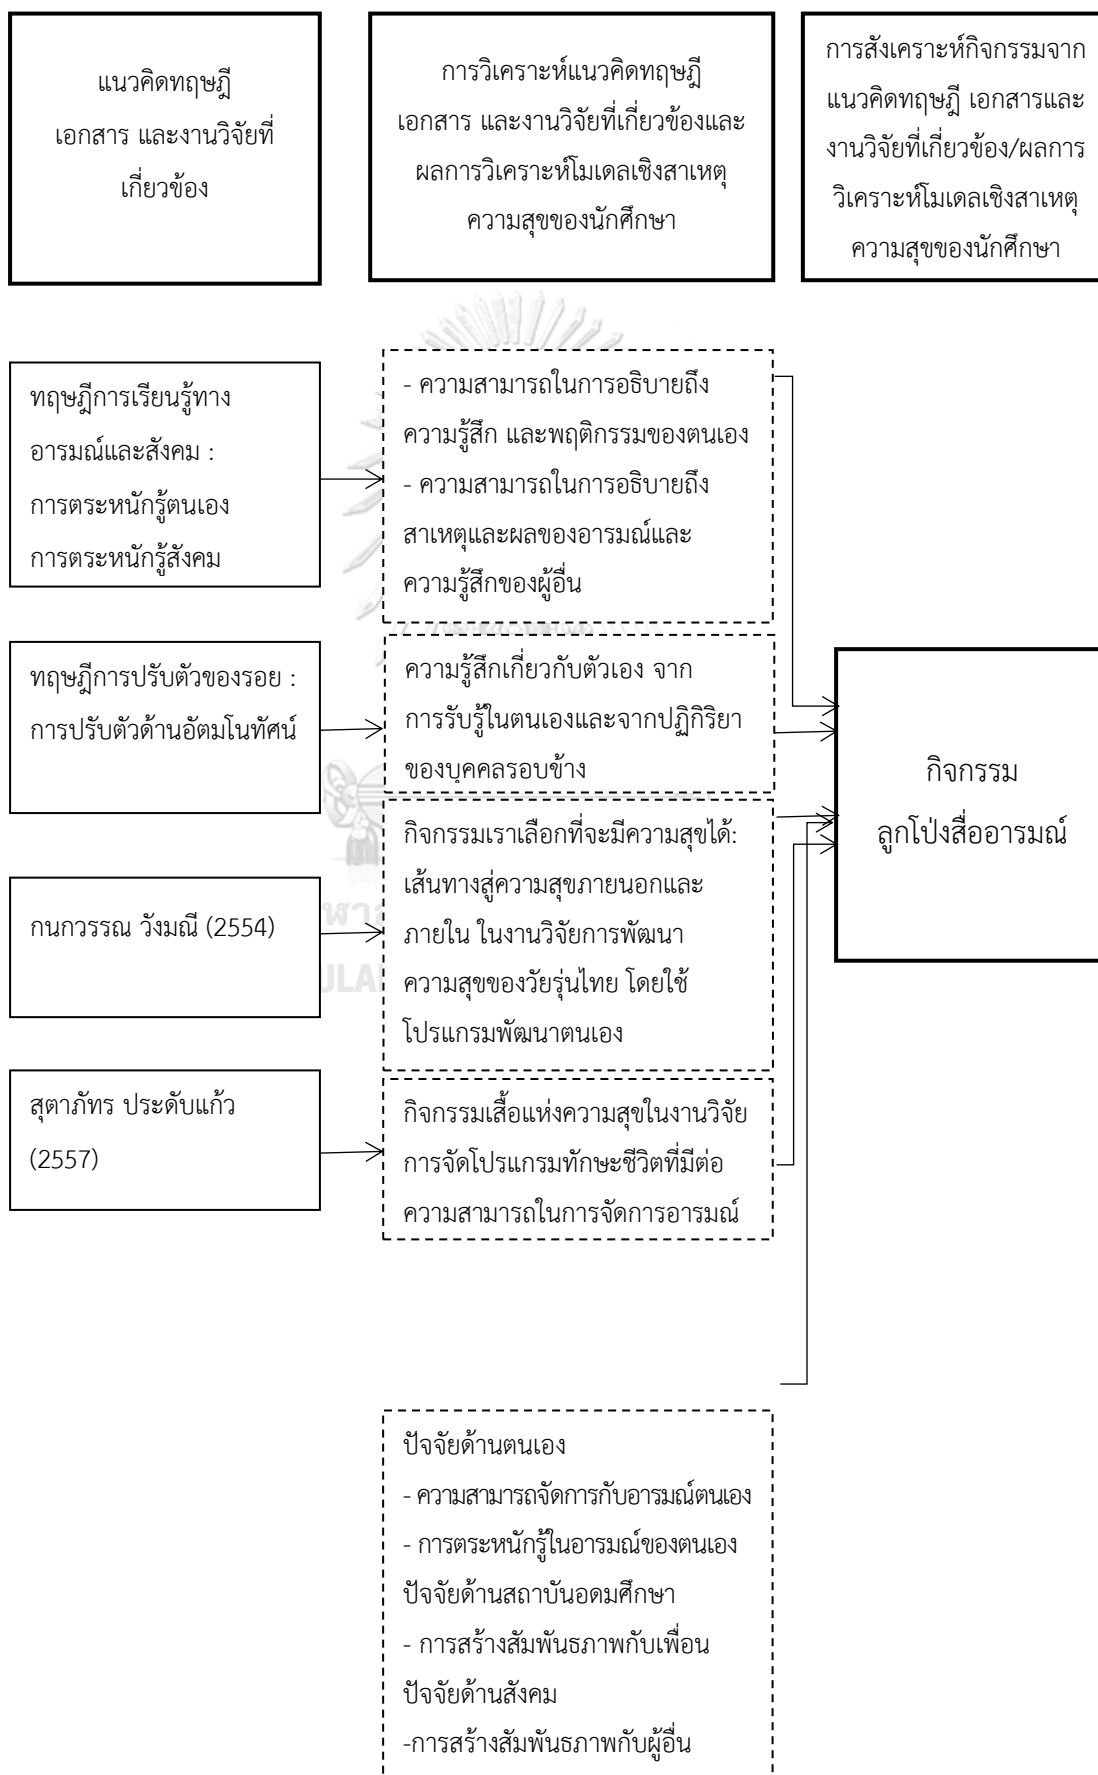 แนวคิดทฤษฎี
เอกสาร และงานวิจัยที่
เกี่ยวข้อง
การวิเคราะห์แนวคิดทฤษฎี
เอกสาร และงานวิจัยที่เกี่ยวข้องและ
ผลการวิเคราะห์โมเดลเชิงสาเหตุ
ความสุขของนักศึกษา
การสังเคราะห์กิจกรรมจาก
แนวคิดทฤษฎี เอกสารและ
งานวิจัยที่เกี่ยวข้อง/ผลการ
วิเคราะห์โมเดลเชิงสาเหตุ
ความสุขของนักศึกษา
ทฤษฎีการเรียนรู้ทาง
อารมณ์และสังคม :
การตระหนักรู้ตนเอง
การตระหนักรู้สังคม
- ความสามารถในการอธิบายถึง
ความรู้สึก และพฤติกรรมของตนเอง
- ความสามารถในการอธิบายถึง
สาเหตุและผลของอารมณ์และ
ความรู้สึกของผู้อื่น
ทฤษฎีการปรับตัวของรอย :
การปรับตัวด้านอัตมโนทัศน์
ความรู้สึกเกี่ยวกับตัวเอง จาก
การรับรู้ในตนเองและจากปฏิกิริยา
ของบุคคลรอบข้าง
กิจกรรม
ลูกโป่งสื่ออารมณ์
กนกวรรณ วังมณี (2554)
กิจกรรมเราเลือกที่จะมีความสุขได้:
เส้นทางสู่ความสุขภายนอกและ
ภายใน ในงานวิจัยการพัฒนา
ความสุขของวัยรุ่นไทย โดยใช้
โปรแกรมพัฒนาตนเอง
สุตาภัทร ประดับแก้ว
(2557)
กิจกรรมเสื้อแห่งความสุขในงานวิจัย
การจัดโปรแกรมทักษะชีวิตที่มีต่อ
ความสามารถในการจัดการอารมณ์
ปัจจัยด้านตนเอง
- ความสามารถจัดการกับอารมณ์ตนเอง
- การตระหนักรู้ในอารมณ์ของตนเอง
ปัจจัยด้านสถาบันอดมศึกษา
- การสร้างสัมพันธภาพกับเพื่อน
ปัจจัยด้านสังคม
-การสร้างสัมพันธภาพกับผู้อื่น